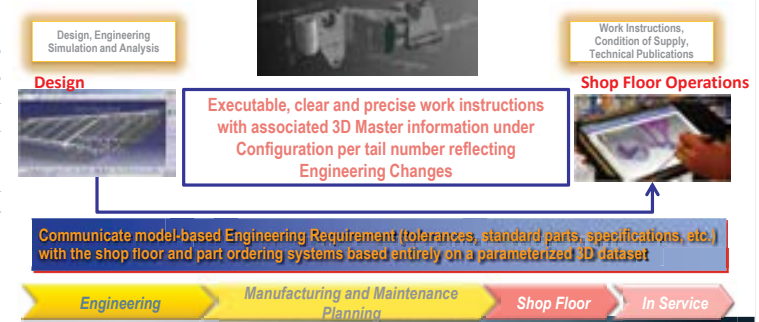 Design, Engineering
Simulation and Analysis
Work Instructions,
Condition of Supply,
Technical Publications
Design
Shop Floor Operations
Executable, clear and precise work instructions
with associated 3D Master information under
Configuration per tail number reflecting
Engineering Changes
Communicate model-based Engineering Requirement (tolerances, standard parts, specifications, etc.)
with the shop floor and part ordering systems based entirely on a parameterized 3D dataset
Engineering
Manufacturing and Maintenance
Planning
Shop Floor
In Service